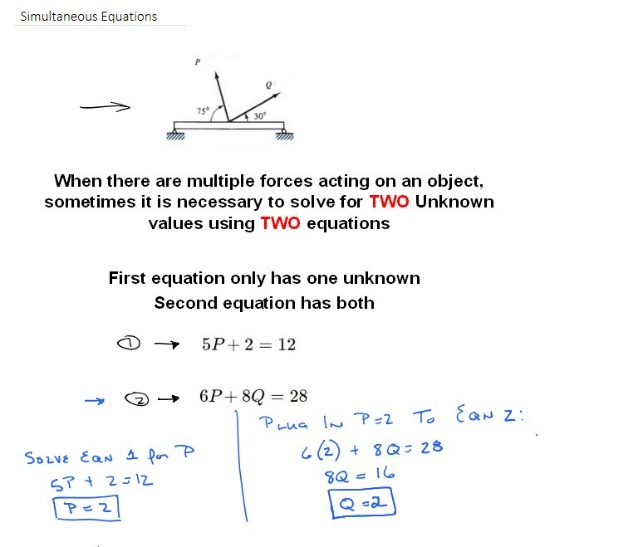 Simultaneous Equations
P
Q
75°
30°
When there are multiple forces acting on an object,
sometimes it is necessary to solve for TWO Unknown
values using TWO equations
First equation only has one unknown
Second equation has both
① → 5P + 2 = 12
→ ② → 6P + 8Q = 28
SOLVE EQN 1 for P
5P + 2 = 12
P = 2
PLUG IN P=2 TO EQN 2:
6(2) + 8Q = 28
8Q = 16
Q = 2